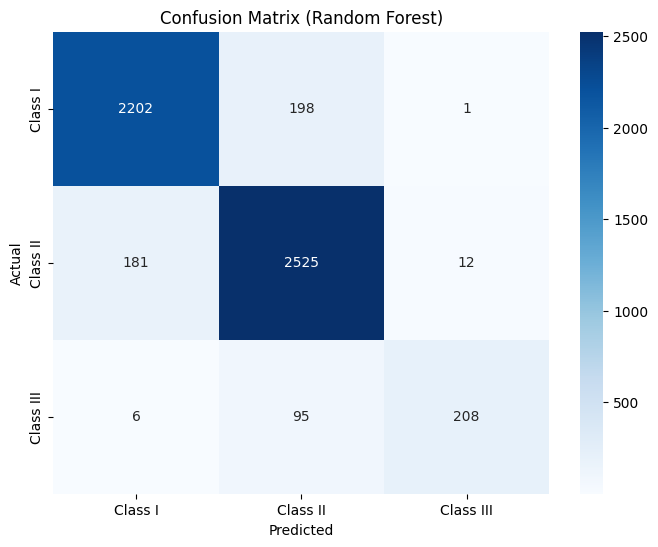 Confusion Matrix (Random Forest)
Actual
Class I
2202 198 1
Class II
181 2525 12
Class III
6 95 208
Class I Class II Class III
Predicted
2500
2000
1500
1000
500